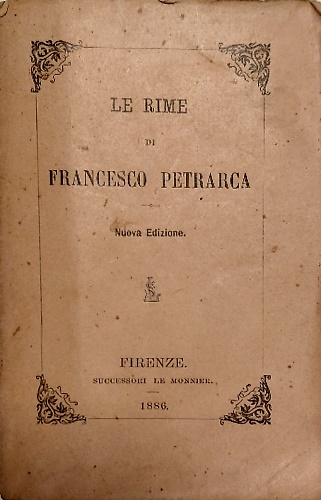 LE RIME
DI
FRANCESCO PETRARCA
Nuova Edizione.
FIRENZE.
SUCCESSORI LE MONNIER.
1886.